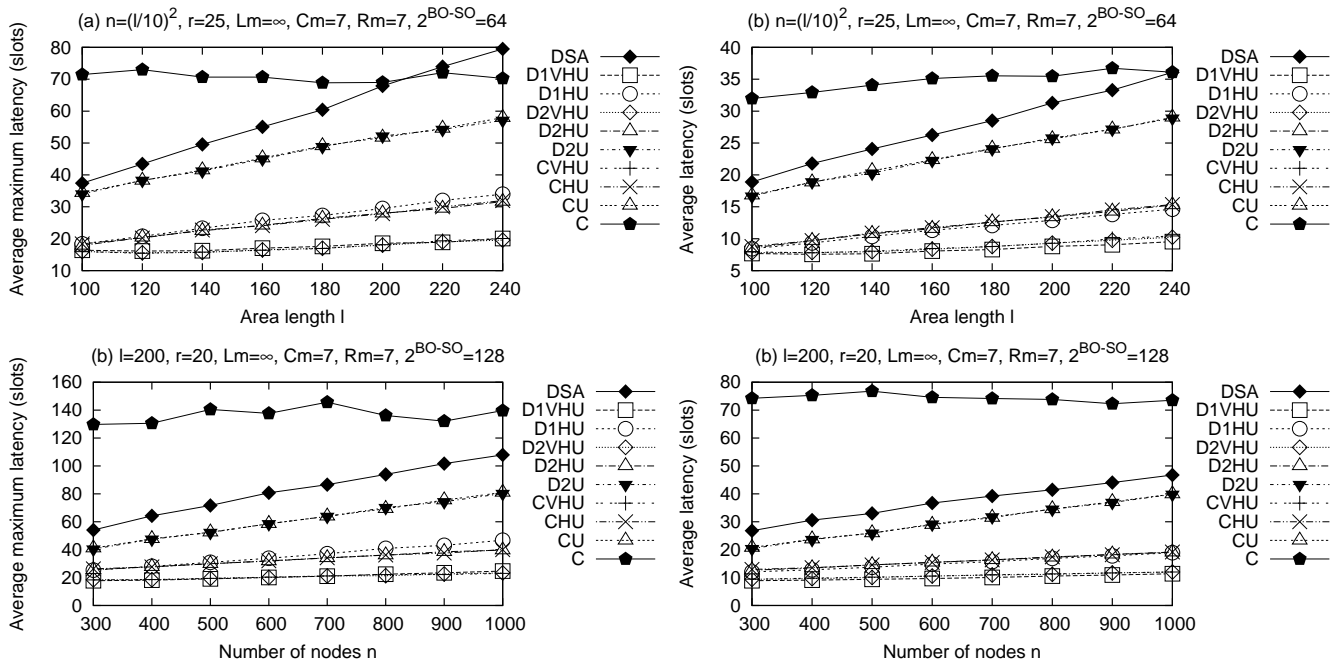 (a) n=(l/10)², r=25, Lm=∞, Cm=7, Rm=7, 2^BO-SO=64
Average maximum latency (slots)
80
70
60
50
40
30
20
10
100 120 140 160 180 200 220 240
Area length l
DSA
D1VHU
D1HU
D2VHU
D2HU
D2U
CVHU
CHU
CU
C
(b) n=(l/10)², r=25, Lm=∞, Cm=7, Rm=7, 2^BO-SO=64
Average latency (slots)
40
35
30
25
20
15
10
5
100 120 140 160 180 200 220 240
Area length l
DSA
D1VHU
D1HU
D2VHU
D2HU
D2U
CVHU
CHU
CU
C
(b) l=200, r=20, Lm=∞, Cm=7, Rm=7, 2^BO-SO=128
Average maximum latency (slots)
160
140
120
100
80
60
40
20
0
300 400 500 600 700 800 900 1000
Number of nodes n
DSA
D1VHU
D1HU
D2VHU
D2HU
D2U
CVHU
CHU
CU
C
(b) l=200, r=20, Lm=∞, Cm=7, Rm=7, 2^BO-SO=128
Average latency (slots)
80
70
60
50
40
30
20
10
0
300 400 500 600 700 800 900 1000
Number of nodes n
DSA
D1VHU
D1HU
D2VHU
D2HU
D2U
CVHU
CHU
CU
C